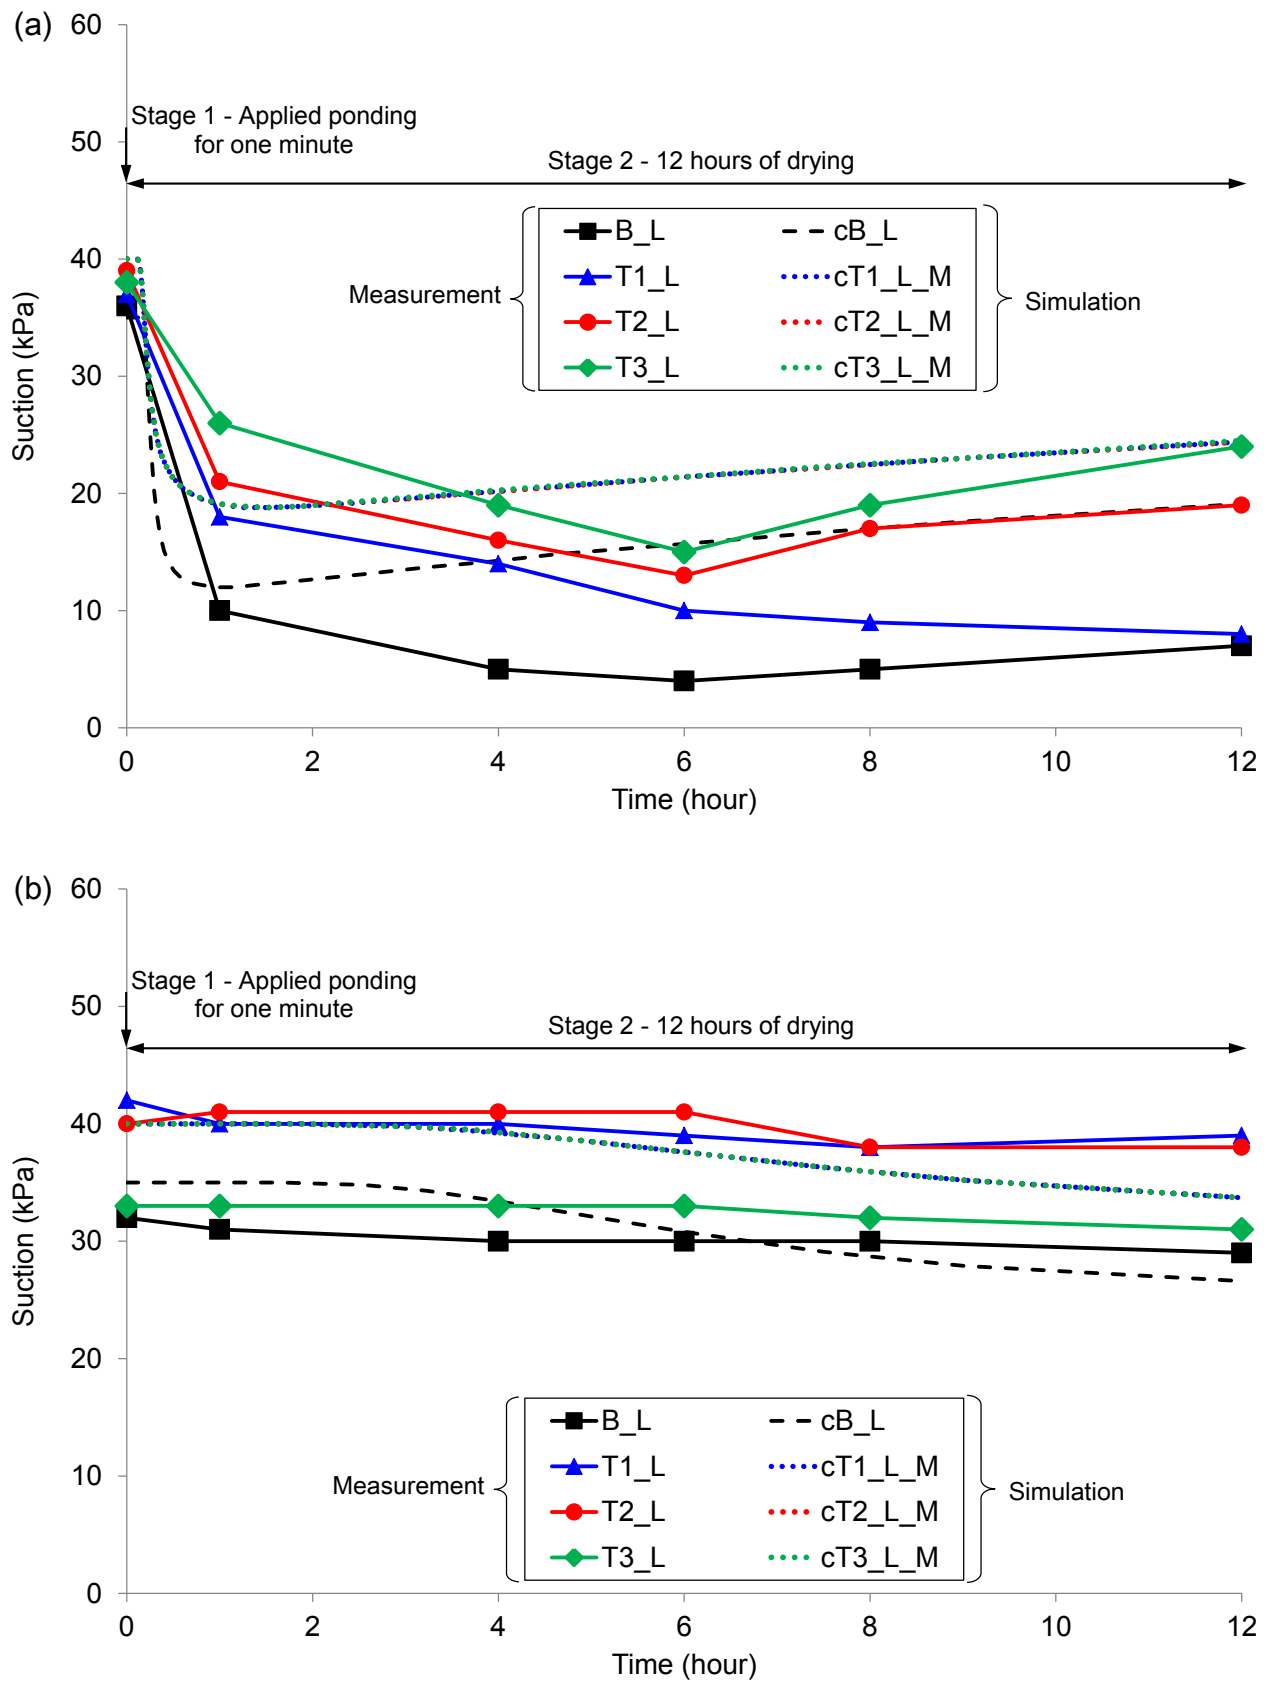 (a)
60
50
40
30
20
10
0
Suction (kPa)
Stage 1 - Applied ponding
for one minute
Stage 2 - 12 hours of drying
Measurement
B_L
cB_L
T1_L
cT1_L_M
T2_L
cT2_L_M
T3_L
cT3_L_M
Simulation
0 2 4 6 8 10 12
Time (hour)
(b)
60
50
40
30
20
10
0
Suction (kPa)
Stage 1 - Applied ponding
for one minute
Stage 2 - 12 hours of drying
Measurement
B_L
cB_L
T1_L
cT1_L_M
T2_L
cT2_L_M
T3_L
cT3_L_M
Simulation
0 2 4 6 8 10 12
Time (hour)